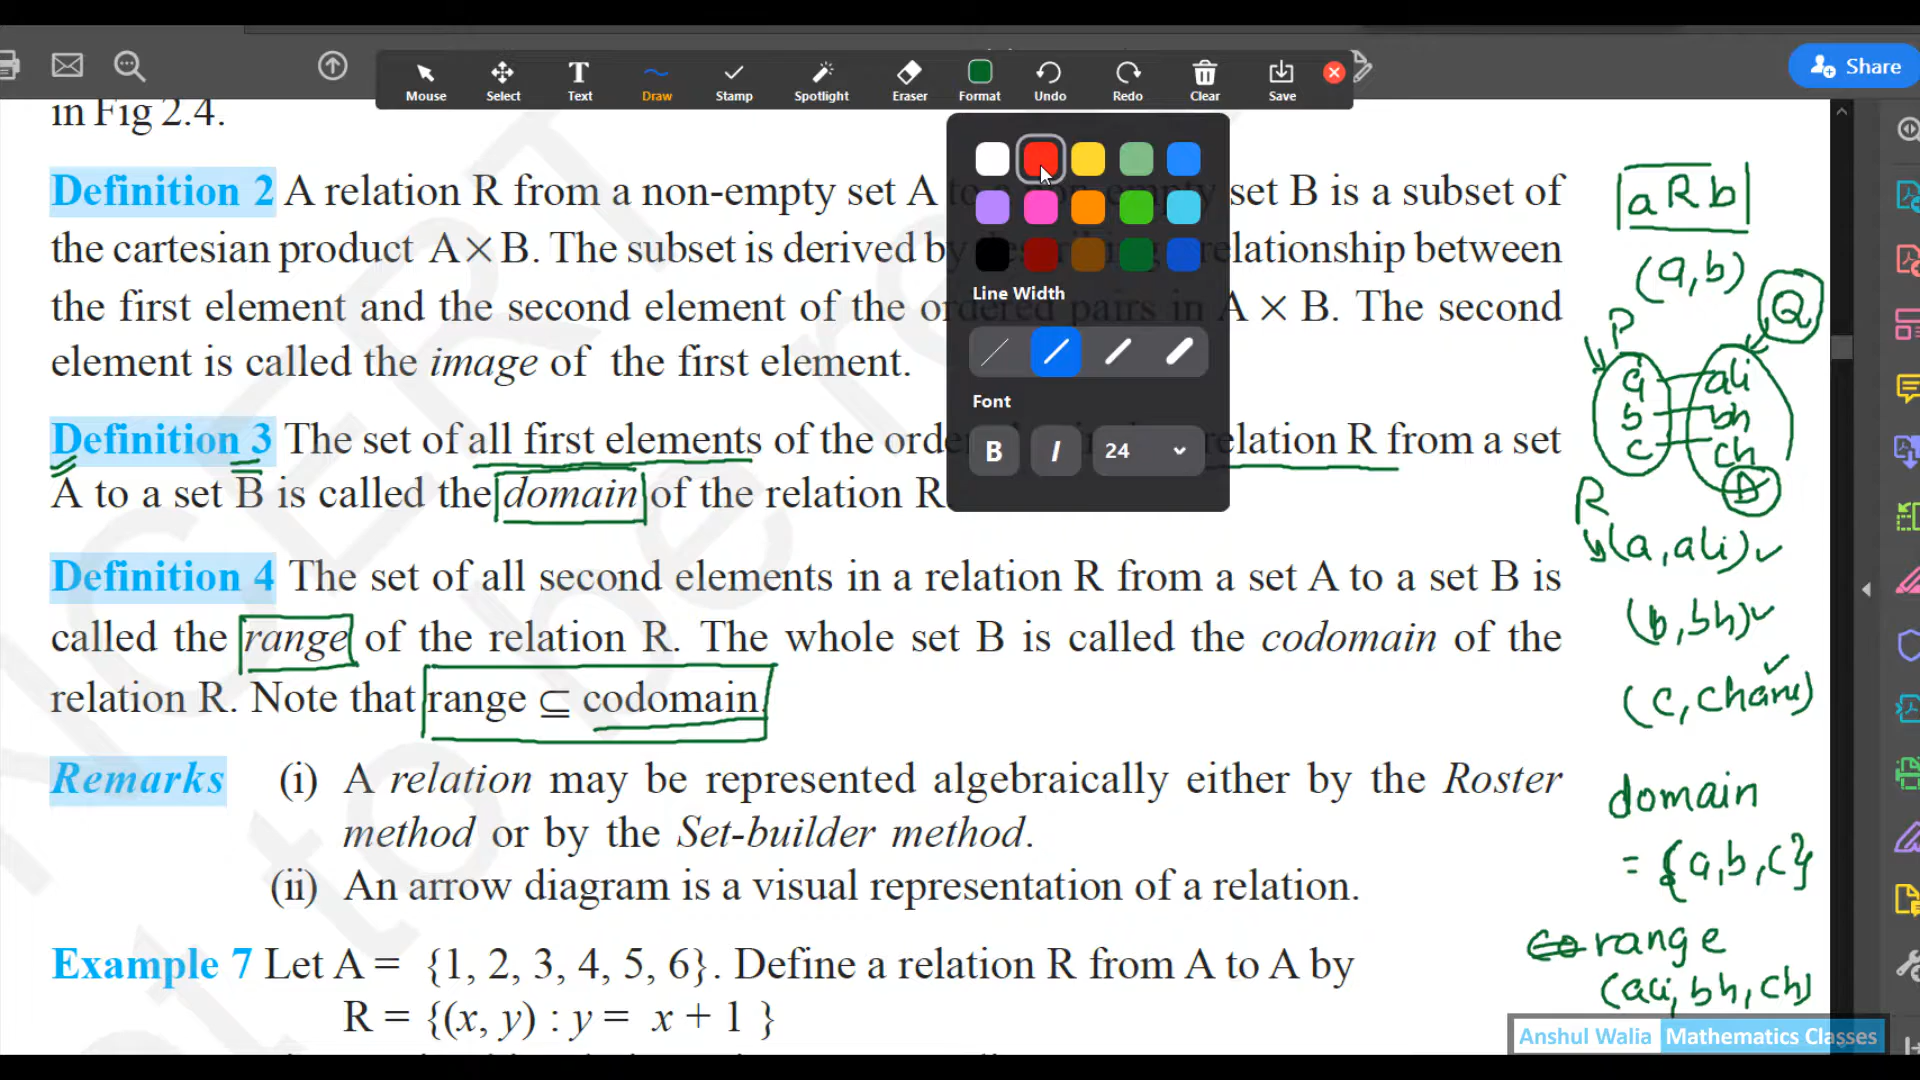 Share
Mouse Select Text Draw Stamp Spotlight Eraser Format Undo Redo Clear Save
in Fig 2.4.
Definition 2 A relation R from a non-empty set A to a non-empty set B is a subset of
the cartesian product A × B. The subset is derived by describing relationship between
the first element and the second element of the ordered pairs in A × B. The second
element is called the image of the first element.
Definition 3 The set of all first elements of the orde relation R from a set
A to a set B is called the domain of the relation R
Definition 4 The set of all second elements in a relation R from a set A to a set B is
called the range of the relation R. The whole set B is called the codomain of the
relation R. Note that range ⊆ codomain.
Remarks (i) A relation may be represented algebraically either by the Roster
method or by the Set-builder method.
(ii) An arrow diagram is a visual representation of a relation.
Example 7 Let A = {1, 2, 3, 4, 5, 6}. Define a relation R from A to A by
R = {(x, y) : y = x + 1 }
Line Width
Font
B I 24
a R b
(a,b)
P Q
a ali
b bh
c ch
D
R
(a, ali)
(b, bh)
(c, charu)
domain
= {a,b,c}
range
(ali, bh, ch)
Anshul Walia Mathematics Classes